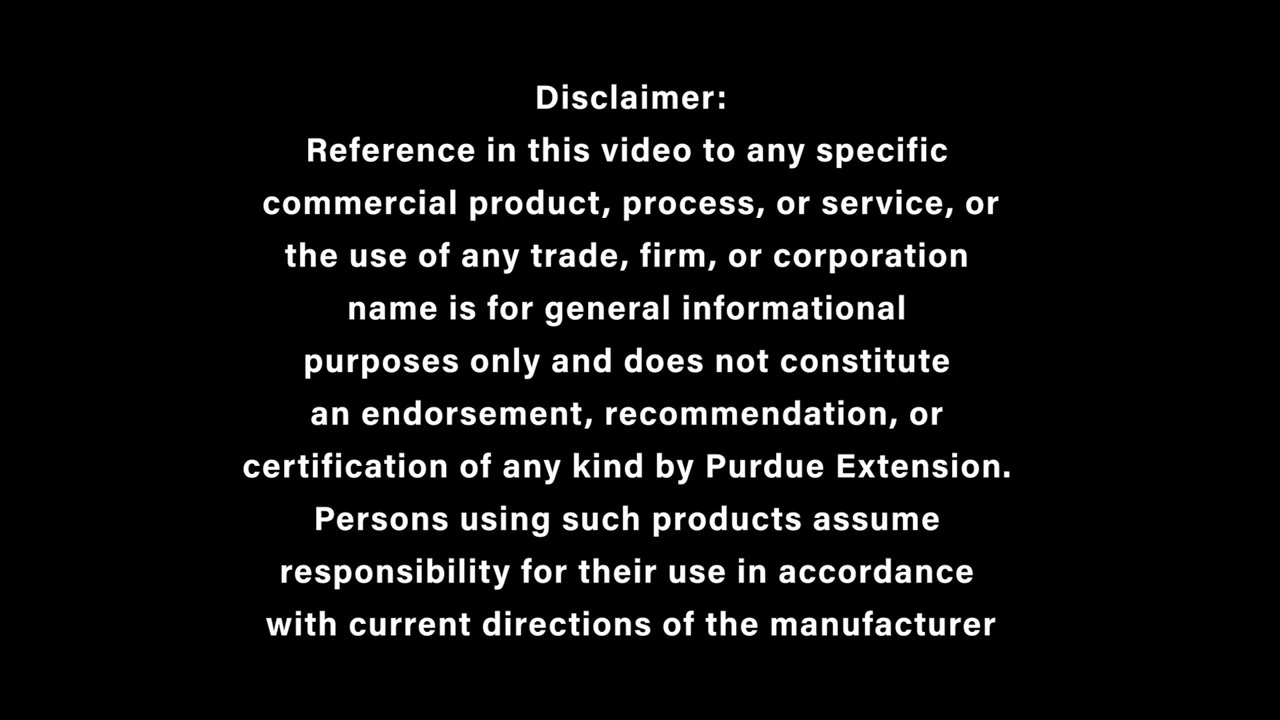 Disclaimer:
Reference in this video to any specific
commercial product, process, or service, or
the use of any trade, firm, or corporation
name is for general informational
purposes only and does not constitute
an endorsement, recommendation, or
certification of any kind by Purdue Extension.
Persons using such products assume
responsibility for their use in accordance
with current directions of the manufacturer